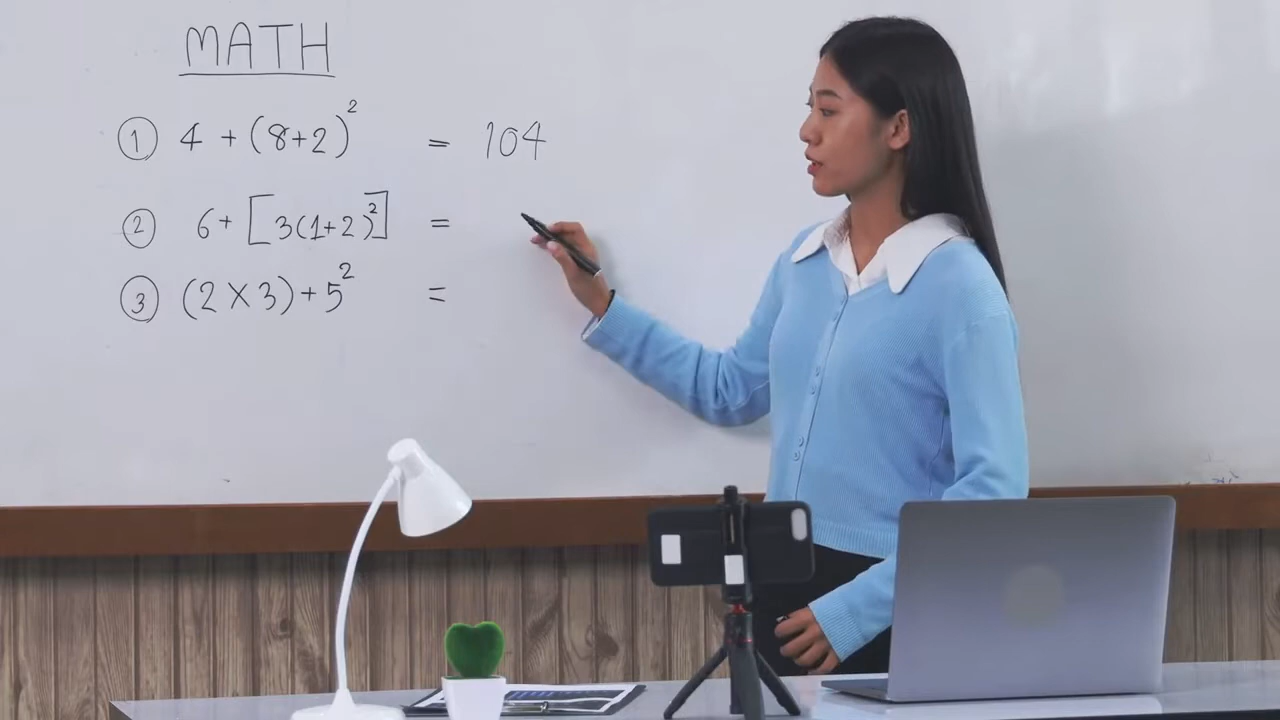 MATH
① 4 + (8+2)² = 104
② 6+ [3(1+2)²] =
③ (2×3)+5² =